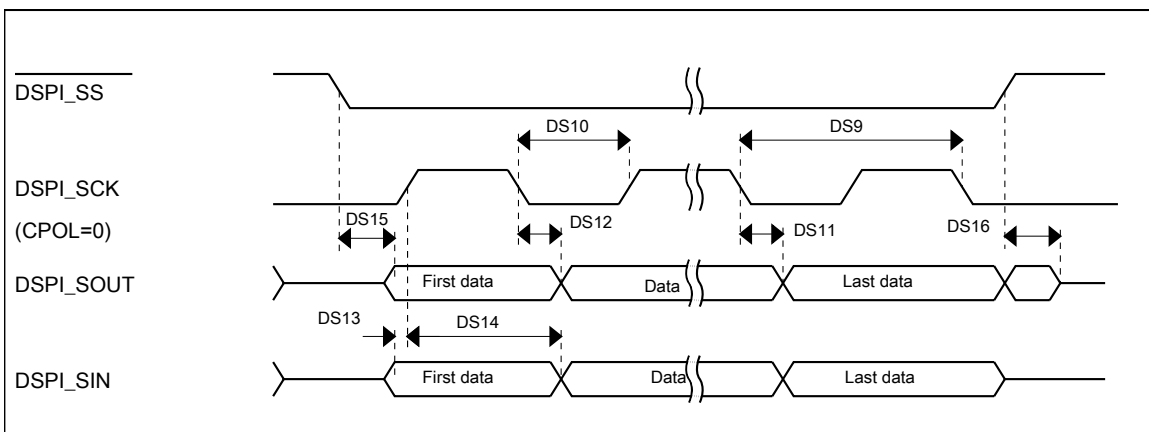 DSPI_SS
DS10
DS9
DSPI_SCK
(CPOL=0)
DS15
DS12
DS11
DS16
DSPI_SOUT
First data
Data
Last data
DS13
DS14
DSPI_SIN
First data
Data
Last data